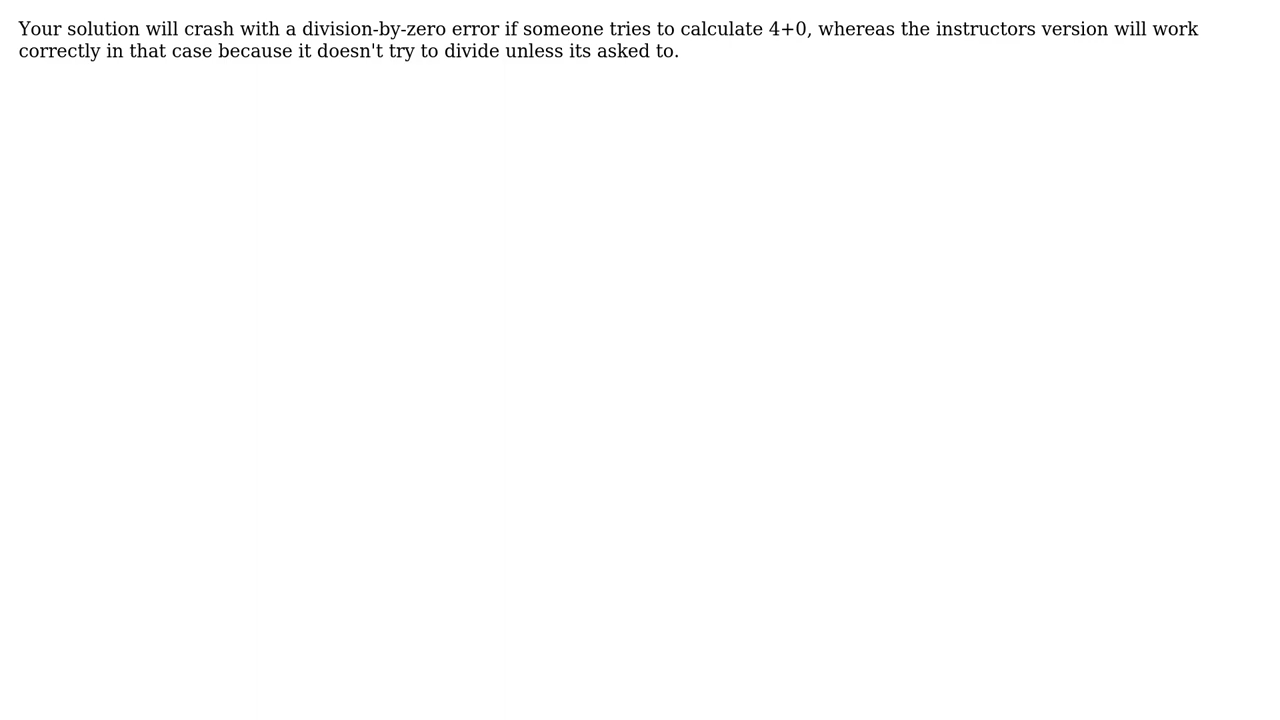 Your solution will crash with a division-by-zero error if someone tries to calculate 4+0, whereas the instructors version will work
correctly in that case because it doesn't try to divide unless its asked to.